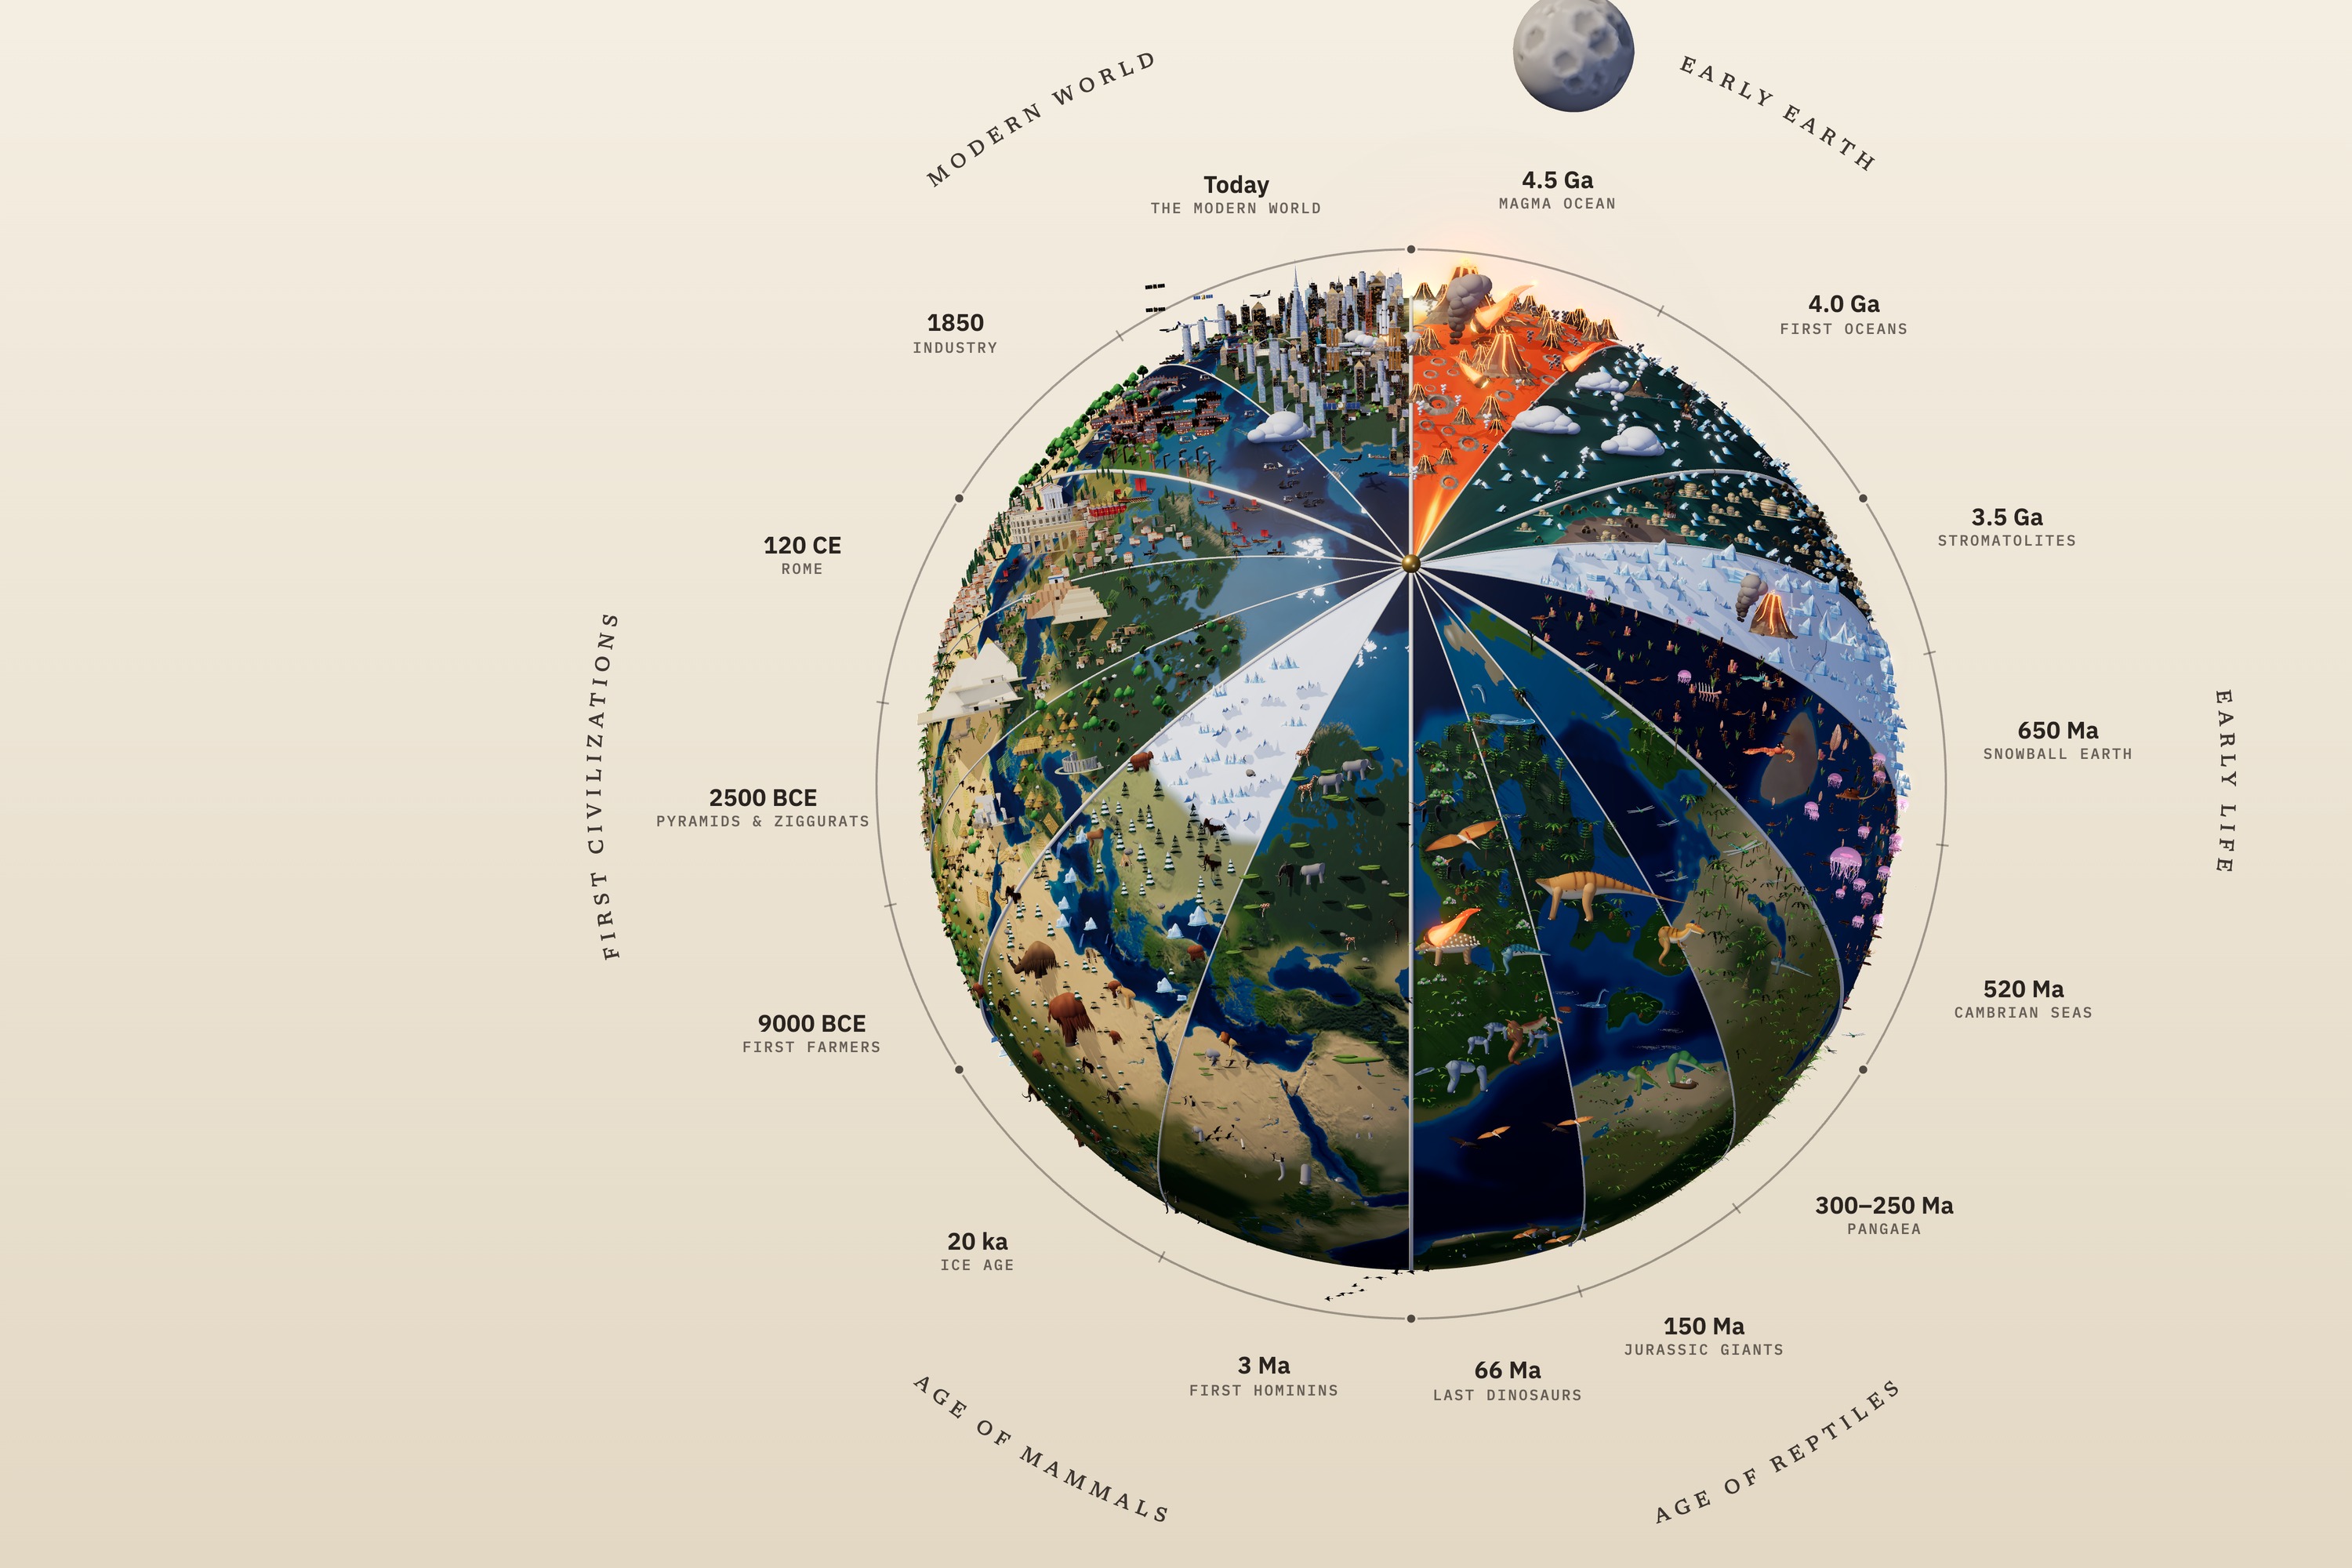 MODERN WORLD
EARLY EARTH
Today
THE MODERN WORLD
4.5 Ga
MAGMA OCEAN
4.0 Ga
FIRST OCEANS
1850
INDUSTRY
3.5 Ga
STROMATOLITES
120 CE
ROME
FIRST CIVILIZATIONS
EARLY LIFE
650 Ma
SNOWBALL EARTH
2500 BCE
PYRAMIDS & ZIGGURATS
520 Ma
CAMBRIAN SEAS
9000 BCE
FIRST FARMERS
300–250 Ma
PANGAEA
20 ka
ICE AGE
150 Ma
JURASSIC GIANTS
3 Ma
FIRST HOMININS
66 Ma
LAST DINOSAURS
AGE OF MAMMALS
AGE OF REPTILES